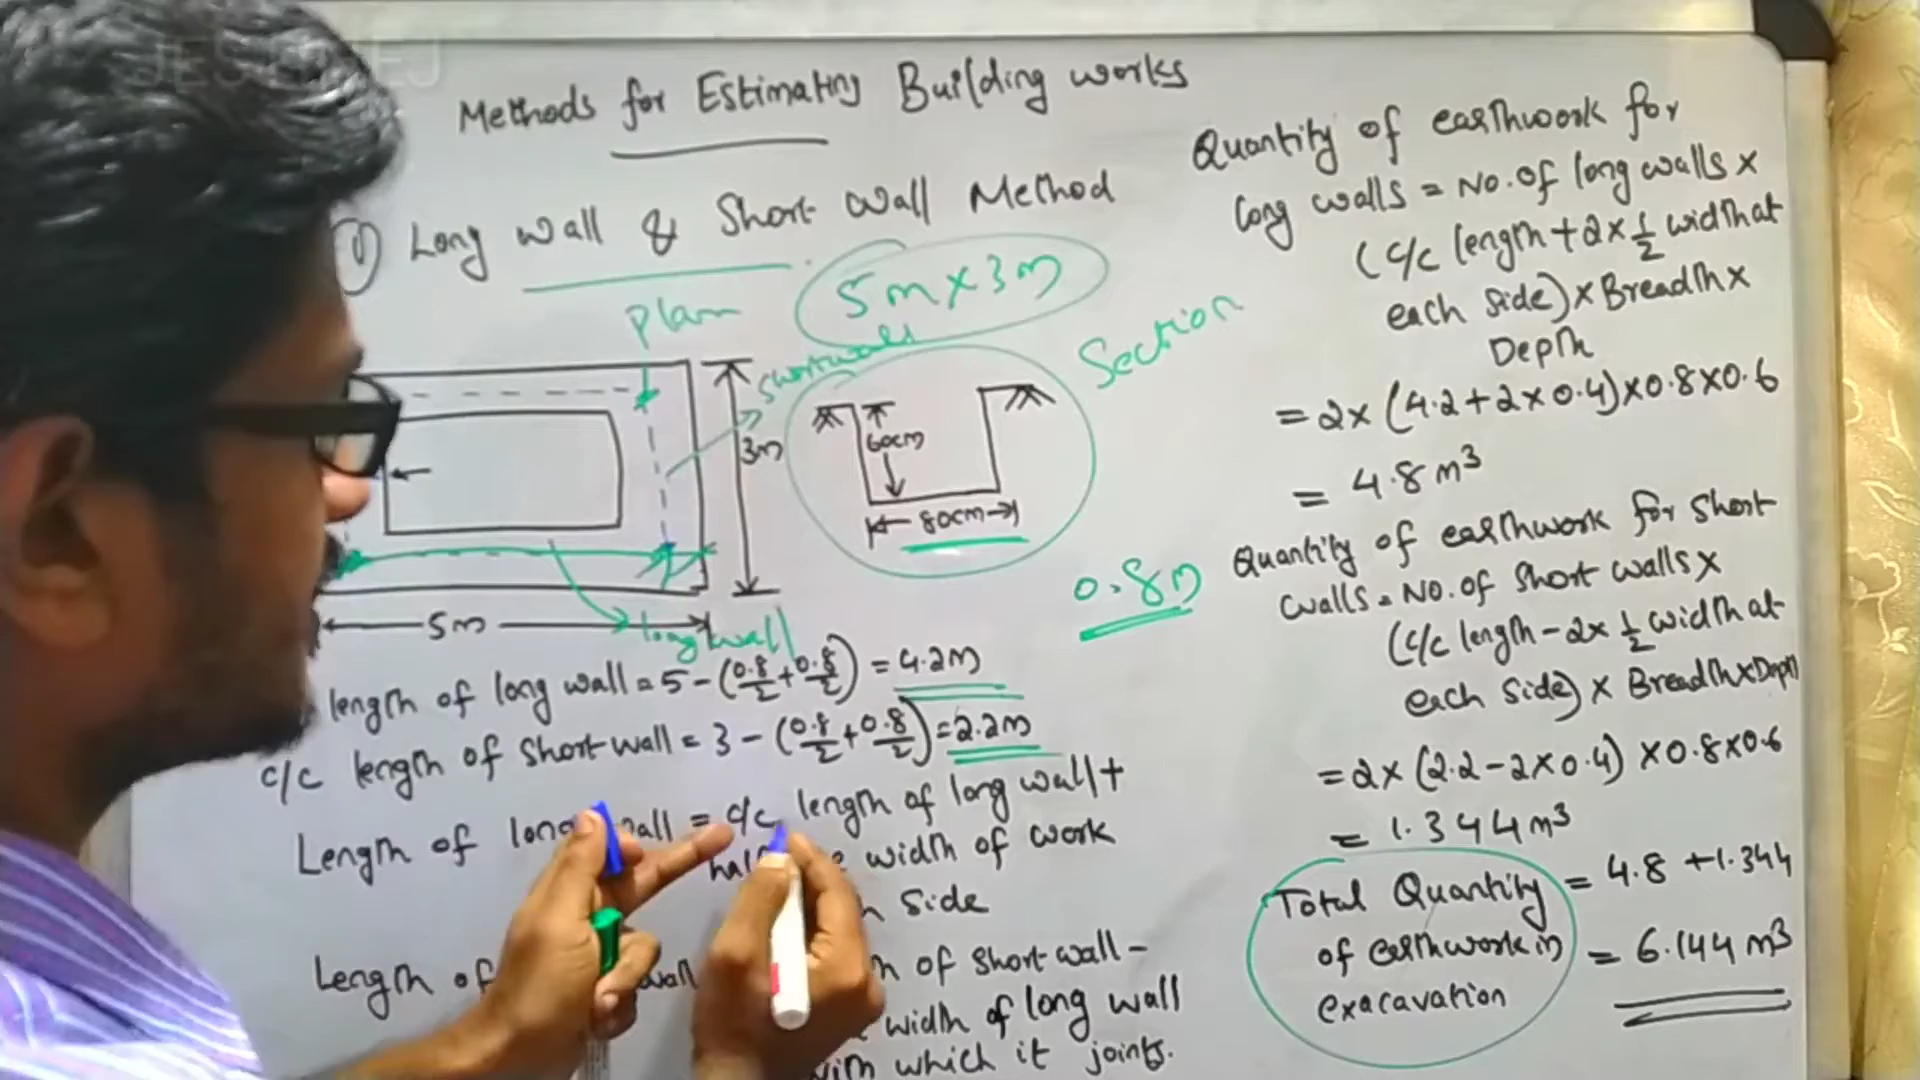 JES
EJ
Methods for Estimating Building works
① Long wall & Short wall Method
Plan
5m×3m
Section
short wall
3m
60cm
80cm
0.8m
5m
long wall
length of long wall = 5 - (0.8/2 + 0.8/2) = 4.2m
c/c length of short wall = 3 - (0.8/2 + 0.8/2) = 2.2m
Length of long wall = c/c length of long wall +
width of work
side
Length of wall of short wall -
width of long wall
with which it joints.
Quantity of earthwork for
long walls = No. of long walls ×
(c/c length + 2 × 1/2 width at
each side) × Breadth ×
Depth
= 2 × (4.2 + 2×0.4) × 0.8 × 0.6
= 4.8 m³
Quantity of earthwork for short
walls = No. of short walls ×
(c/c length - 2 × 1/2 width at
each side) × Breadth × Depth
= 2 × (2.2 - 2×0.4) × 0.8 × 0.6
= 1.344 m³
Total Quantity = 4.8 + 1.344
of earthwork in = 6.144 m³
exacavation